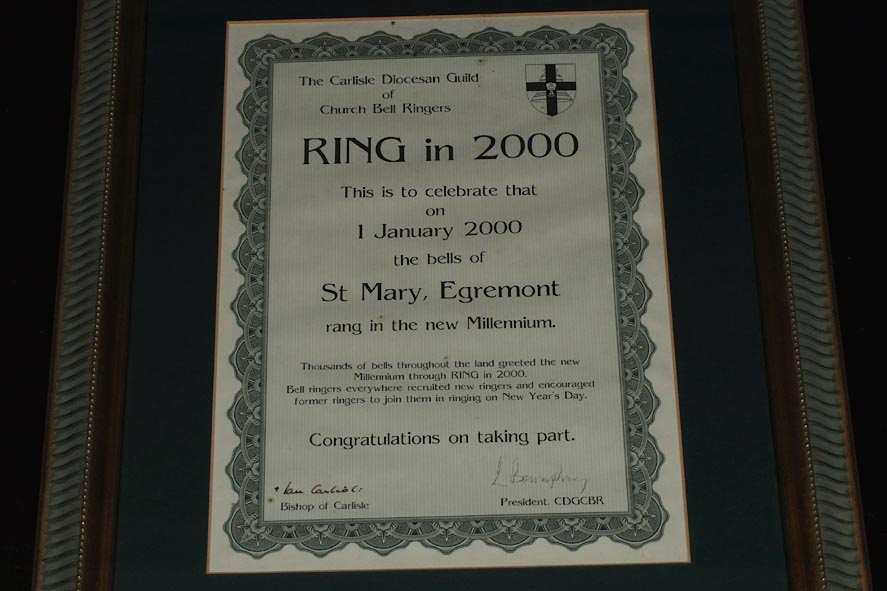 The Carlisle Diocesan Guild
of
Church Bell Ringers
RING in 2000
This is to celebrate that
on
1 January 2000
the bells of
St Mary, Egremont
rang in the new Millennium.
Thousands of bells throughout the land greeted the new
Millennium through RING in 2000.
Bell ringers everywhere recruited new ringers and encouraged
former ringers to join them in ringing on New Year's Day.
Congratulations on taking part.
+ Ian Carliol:
Bishop of Carlisle
President, CDGCBR